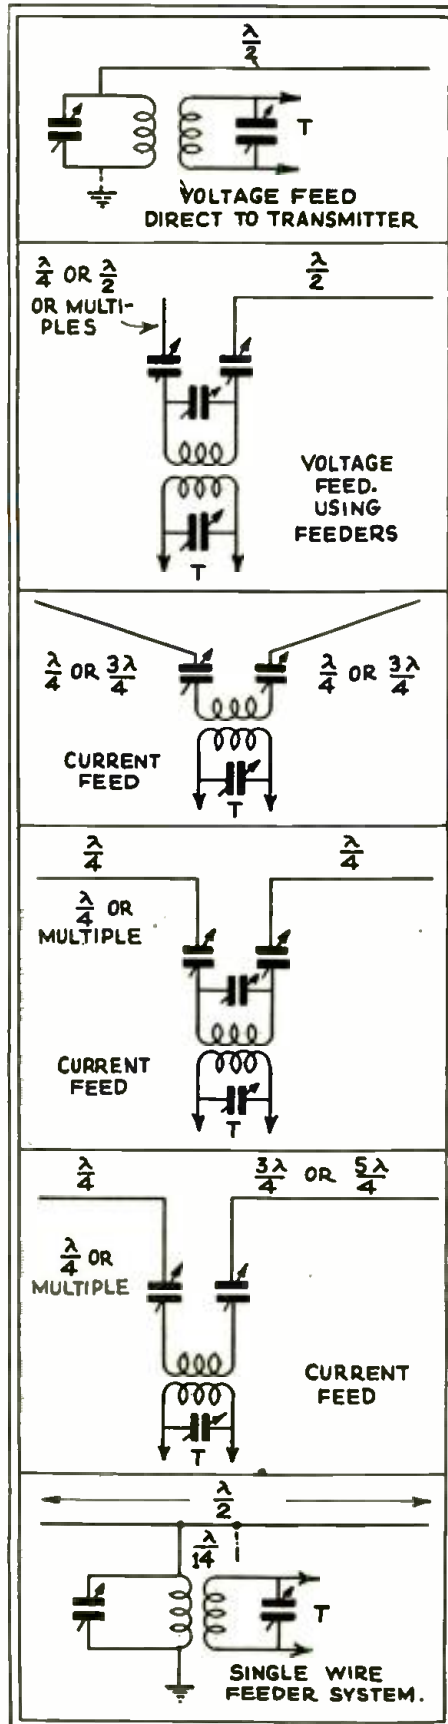 λ/2
T
VOLTAGE FEED
DIRECT TO TRANSMITTER
λ/4 OR λ/2
OR MULTI-
PLES
λ/2
VOLTAGE
FEED.
USING
FEEDERS
T
λ/4 OR 3λ/4
λ/4 OR 3λ/4
CURRENT
FEED
T
λ/4
λ/4
λ/4 OR
MULTIPLE
CURRENT
FEED
T
λ/4
3λ/4 OR 5λ/4
λ/4 OR
MULTIPLE
CURRENT
FEED
T
λ/2
λ/14
T
SINGLE WIRE
FEEDER SYSTEM.